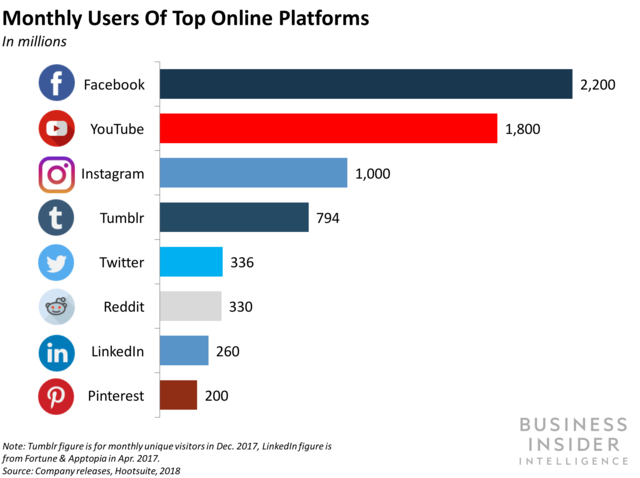 Monthly Users Of Top Online Platforms
In millions
f Facebook 2,200
YouTube 1,800
Instagram 1,000
t Tumblr 794
Twitter 336
Reddit 330
in LinkedIn 260
P Pinterest 200
Note: Tumblr figure is for monthly unique visitors in Dec. 2017, LinkedIn figure is
from Fortune & Apptopia in Apr. 2017.
Source: Company releases, Hootsuite, 2018
BUSINESS
INSIDER
INTELLIGENCE